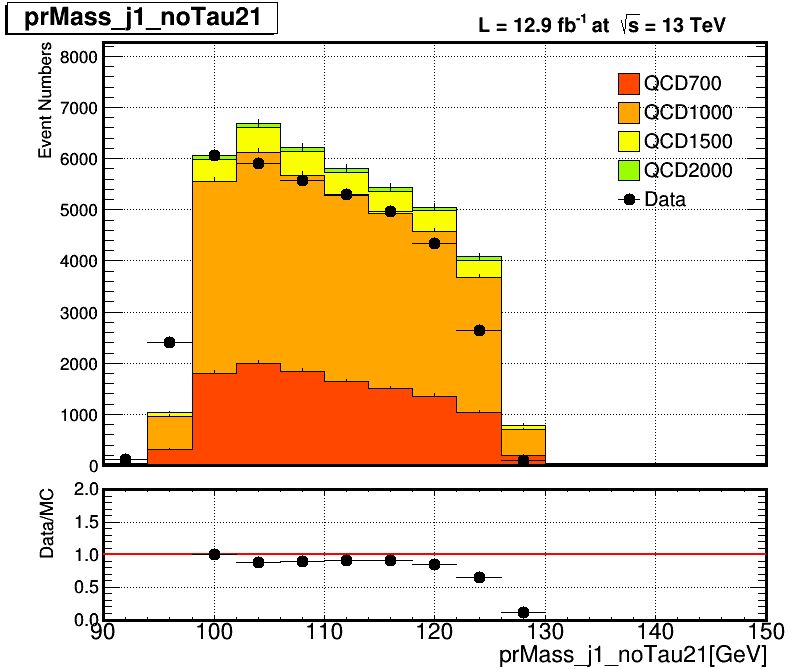 prMass_j1_noTau21
L = 12.9 fb-1 at √s = 13 TeV
Event Numbers
8000
7000
6000
5000
4000
3000
2000
1000
0
QCD700
QCD1000
QCD1500
QCD2000
Data
Data/MC
2.0
1.5
1.0
0.5
0.0
90 100 110 120 130 140 150
prMass_j1_noTau21[GeV]